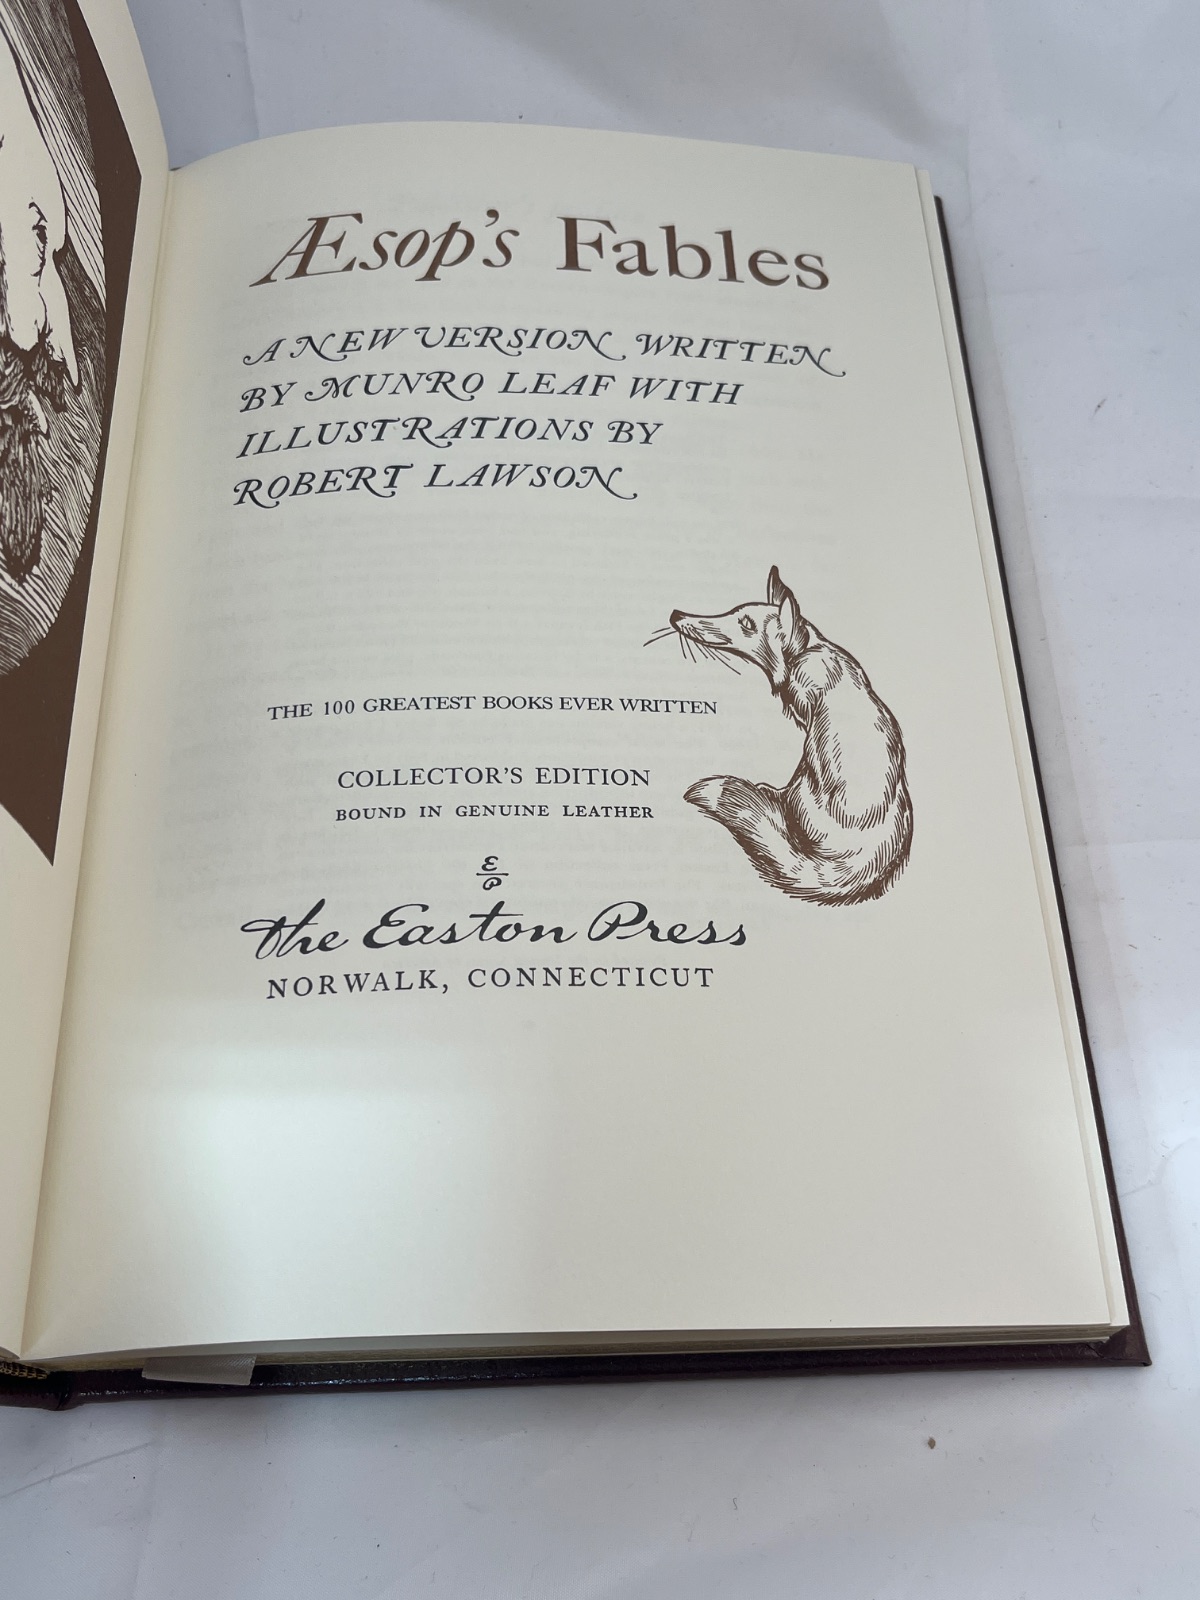 Æsop's Fables
A NEW VERSION WRITTEN
BY MUNRO LEAF WITH
ILLUSTRATIONS BY
ROBERT LAWSON
THE 100 GREATEST BOOKS EVER WRITTEN
COLLECTOR'S EDITION
BOUND IN GENUINE LEATHER
E
P
The Easton Press
NORWALK, CONNECTICUT